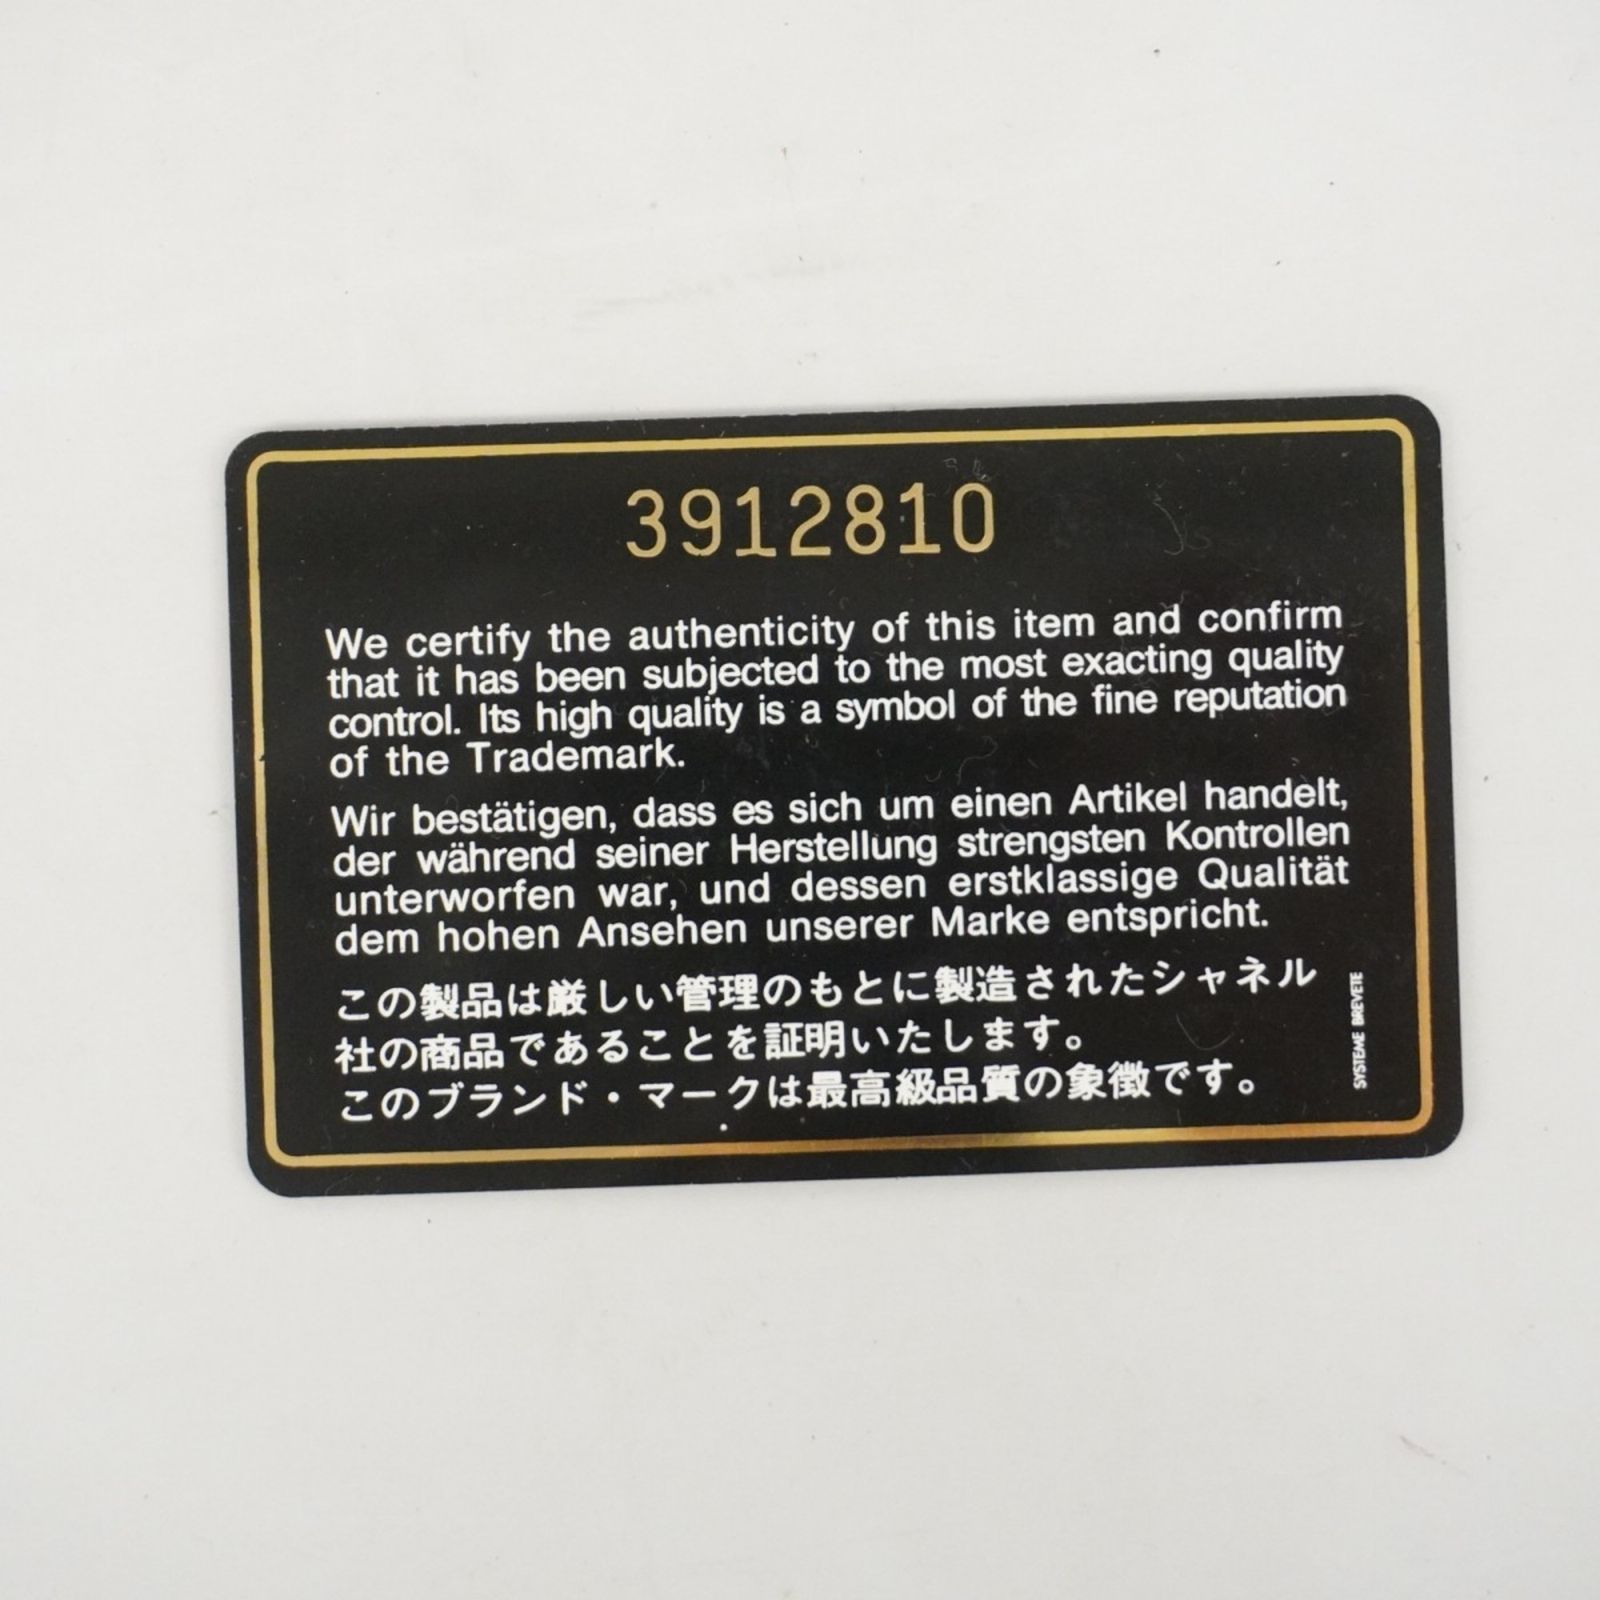 3912810
We certify the authenticity of this item and confirm
that it has been subjected to the most exacting quality
control. Its high quality is a symbol of the fine reputation
of the Trademark.
Wir bestätigen, dass es sich um einen Artikel handelt,
der während seiner Herstellung strengsten Kontrollen
unterworfen war, und dessen erstklassige Qualität
dem hohen Ansehen unserer Marke entspricht.
この製品は厳しい管理のもとに製造されたシャネル
社の商品であることを証明いたします。
このブランド・マークは最高級品質の象徴です。
SYSTEME BREVETE